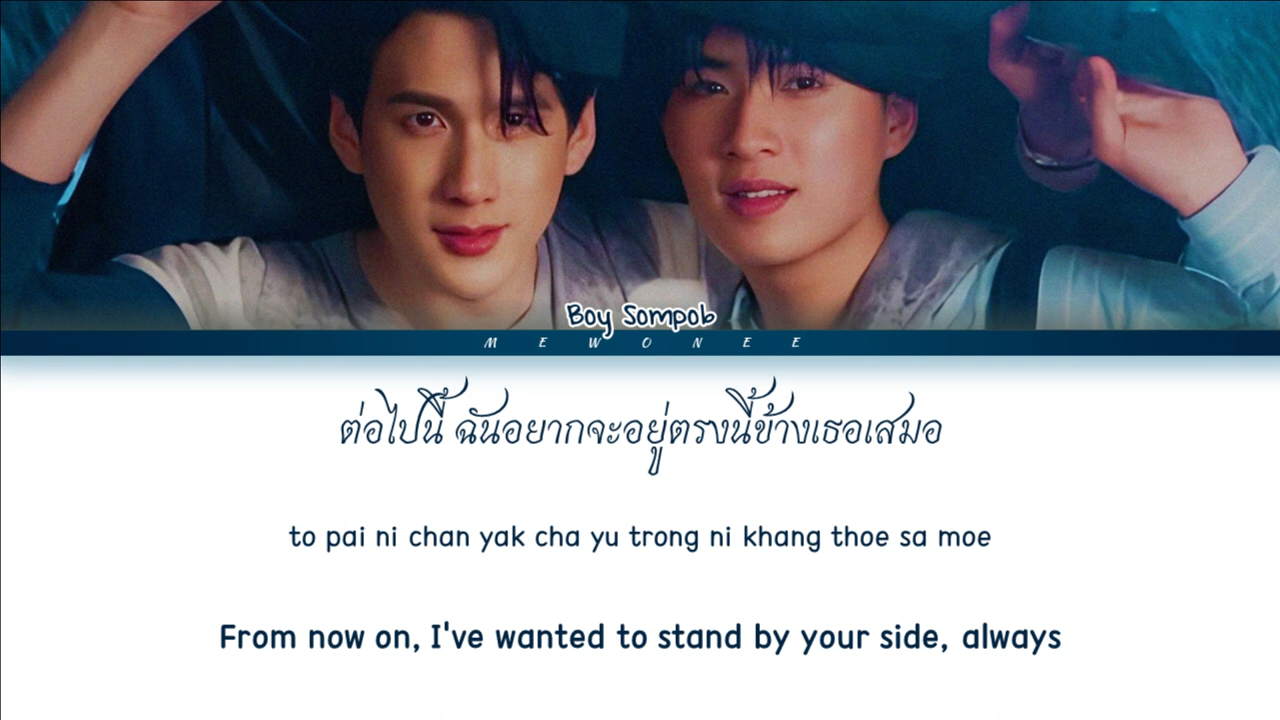 Boy Sompob
MEWONEE
ต่อไปนี้ ฉันอยากจะอยู่ตรงนี้ข้างเธอเสมอ
to pai ni chan yak cha yu trong ni khang thoe sa moe
From now on, I've wanted to stand by your side, always